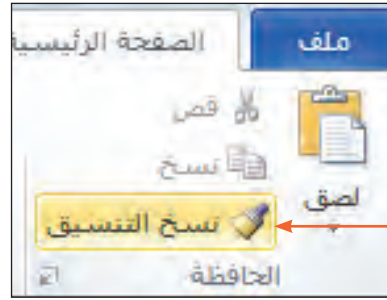 ملف الصفحة الرئيسية
قص
نسخ
لصق
نسخ التنسيق
الحافظة